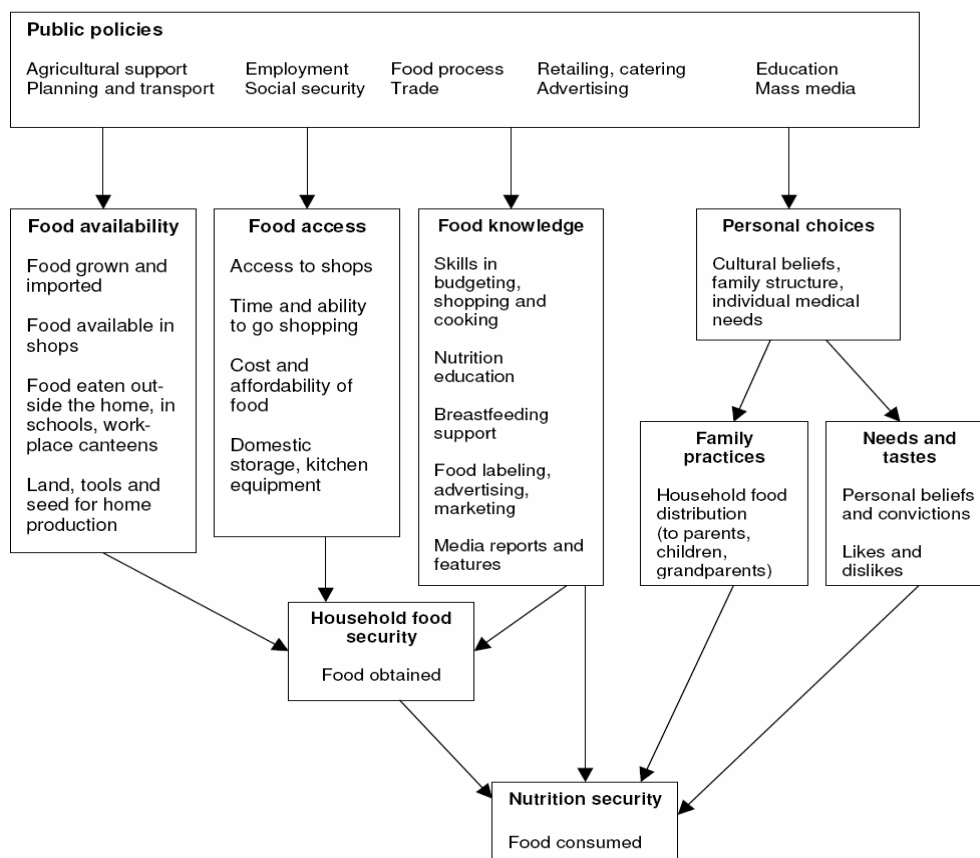 Public policies
Agricultural support
Planning and transport
Employment
Social security
Food process
Trade
Retailing, catering
Advertising
Education
Mass media
Food availability
Food grown and
imported
Food available in
shops
Food eaten out-
side the home, in
schools, work-
place canteens
Land, tools and
seed for home
production
Food access
Access to shops
Time and ability
to go shopping
Cost and
affordability of
food
Domestic
storage, kitchen
equipment
Food knowledge
Skills in
budgeting,
shopping and
cooking
Nutrition
education
Breastfeeding
support
Food labeling,
advertising,
marketing
Media reports and
features
Personal choices
Cultural beliefs,
family structure,
individual medical
needs
Family
practices
Household food
distribution
(to parents,
children,
grandparents)
Needs and
tastes
Personal beliefs
and convictions
Likes and
dislikes
Household food
security
Food obtained
Nutrition security
Food consumed